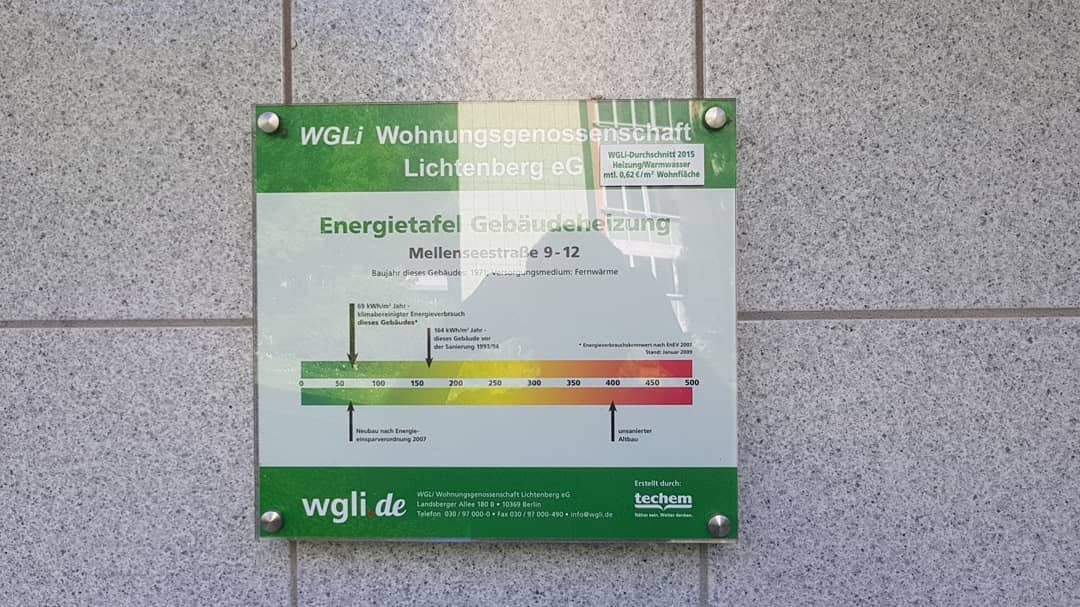 WGLi Wohnungsgenossenschaft
Lichtenberg eG
WGLi-Durchschnitt 2015
Heizung/Warmwasser
mtl. 0,62 €/m² Wohnfläche
Energietafel Gebäudeheizung
Mellenseestraße 9-12
Baujahr dieses Gebäudes: 1971, Versorgungsmedium: Fernwärme
69 kWh/m² Jahr -
klimabereinigter Energieverbrauch
dieses Gebäudes*
164 kWh/m² Jahr -
dieses Gebäude vor
der Sanierung 1993/94
* Energieverbrauchskennwert nach EnEV 2007
Stand: Januar 2009
0 50 100 150 200 250 300 350 400 450 500
Neubau nach Energie-
einsparverordnung 2007
unsanierter
Altbau
wgli.de
WGLi Wohnungsgenossenschaft Lichtenberg eG
Landsberger Allee 180 B • 10369 Berlin
Telefon 030 / 97 000-0 • Fax 030 / 97 000-490 • info@wgli.de
Erstellt durch:
techem
Näher sein. Weiter denken.